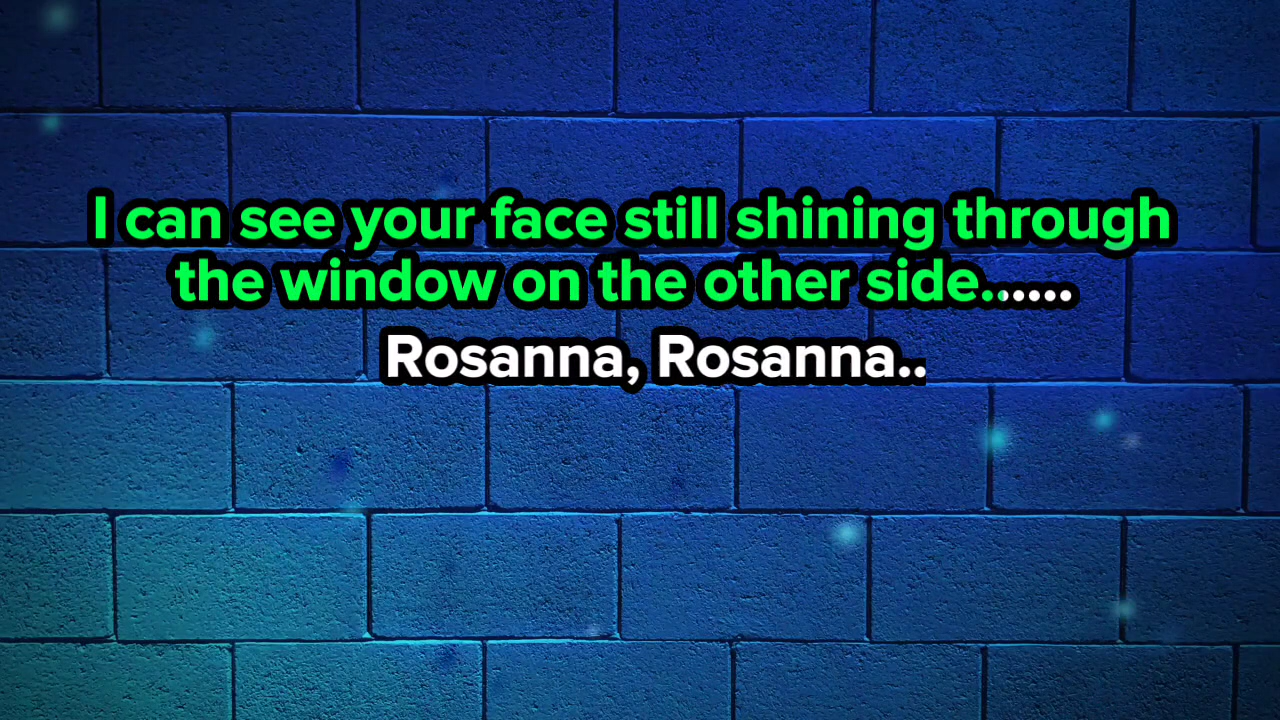 I can see your face still shining through
the window on the other side......
Rosanna, Rosanna..